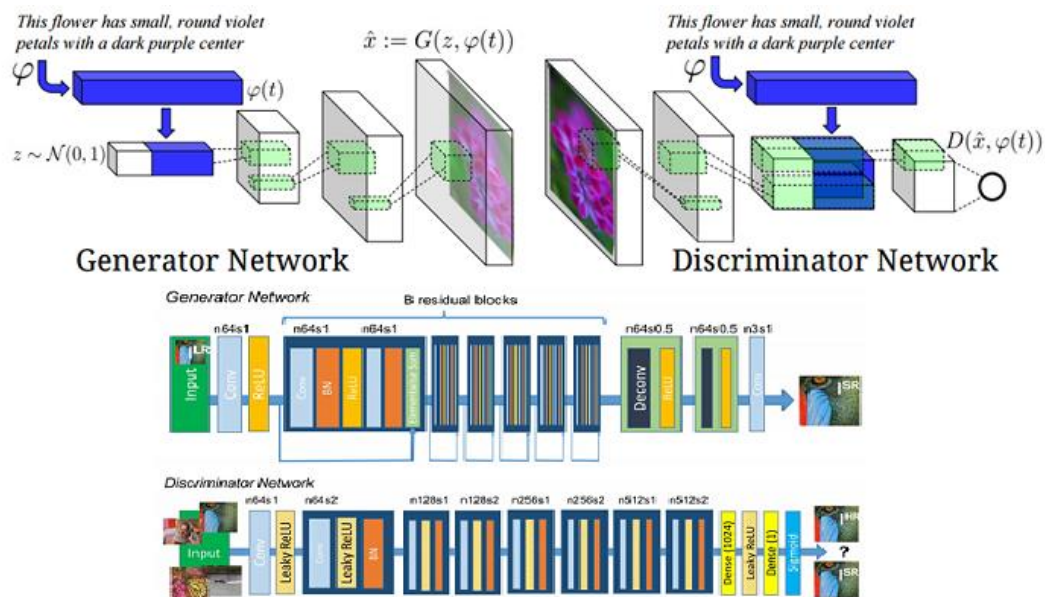 This flower has small, round violet
petals with a dark purple center
φ
φ(t)
z ~ N(0, 1)
x̂ := G(z, φ(t))
Generator Network
This flower has small, round violet
petals with a dark purple center
φ
D(x̂, φ(t))
Discriminator Network
Generator Network
B residual blocks
n64s1
n64s1
n64s1
n64s0.5
n64s0.5
n3s1
Input
I LR
Conv
ReLU
Conv
BN
ReLU
Elementwise Sum
Deconv
ReLU
Conv
I SR
Discriminator Network
n64s1
n64s2
n128s1
n128s2
n256s1
n256s2
n512s1
n512s2
Input
Conv
Leaky ReLU
Conv
Leaky ReLU
BN
Dense (1024)
Leaky ReLU
Dense (1)
Sigmoid
I HR
?
I SR